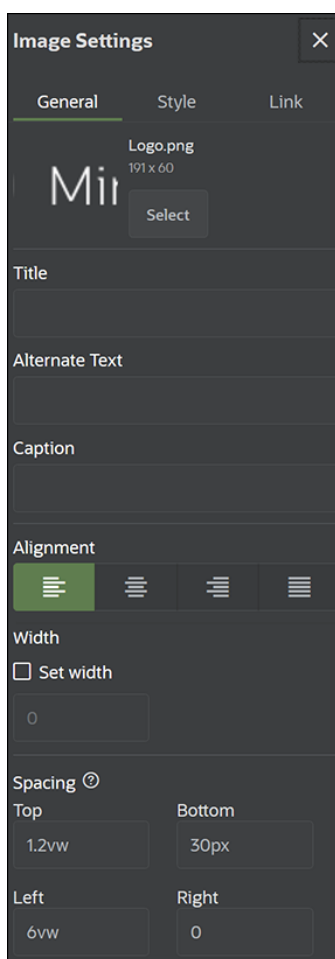 Image Settings
General Style Link
Logo.png
191 x 60
Select
Title
Alternate Text
Caption
Alignment
Width
Set width
0
Spacing
Top Bottom
1.2vw 30px
Left Right
6vw 0